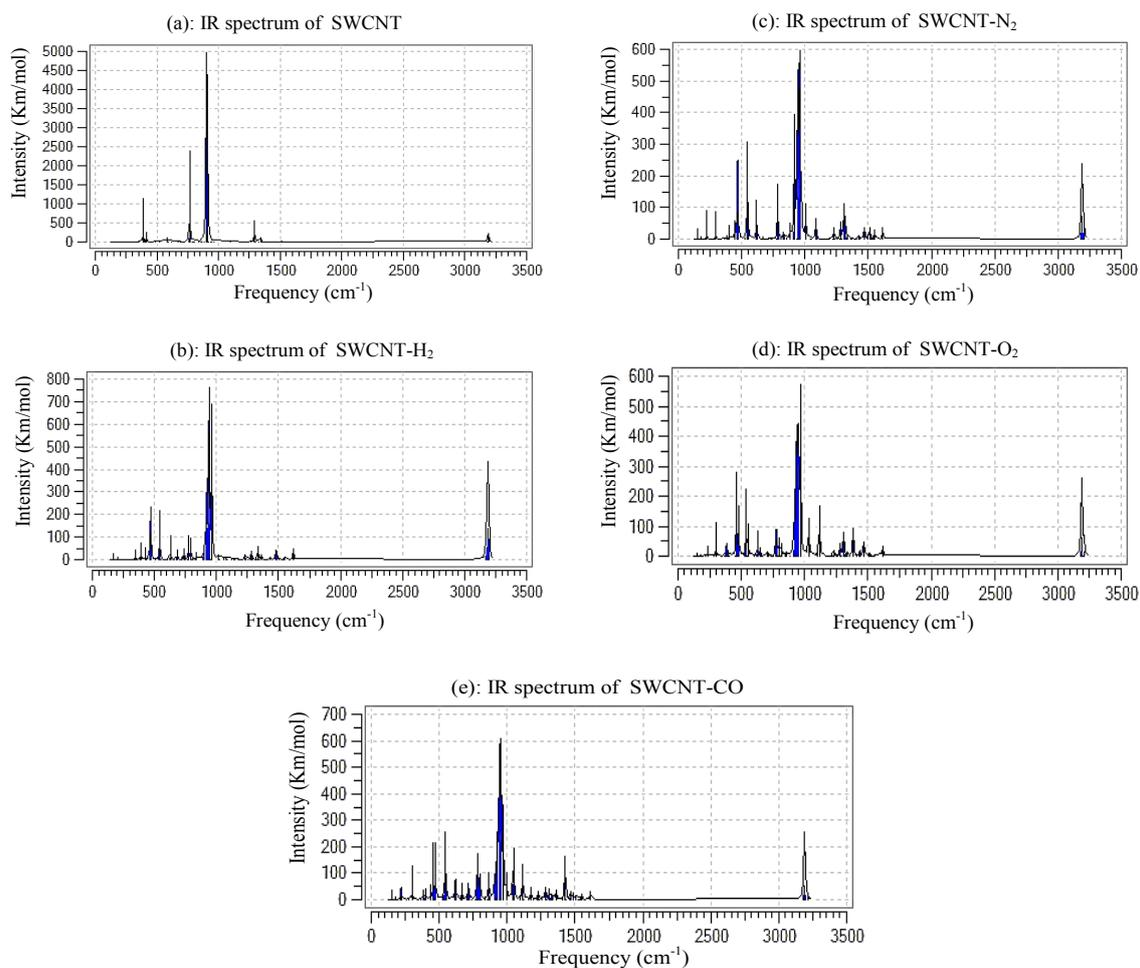 (a): IR spectrum of SWCNT
Intensity (Km/mol)
5000
4500
4000
3500
3000
2500
2000
1500
1000
500
0
0 500 1000 1500 2000 2500 3000 3500
Frequency (cm⁻¹)
(c): IR spectrum of SWCNT-N₂
Intensity (Km/mol)
600
500
400
300
200
100
0
0 500 1000 1500 2000 2500 3000 3500
Frequency (cm⁻¹)
(b): IR spectrum of SWCNT-H₂
Intensity (Km/mol)
800
700
600
500
400
300
200
100
0
0 500 1000 1500 2000 2500 3000 3500
Frequency (cm⁻¹)
(d): IR spectrum of SWCNT-O₂
Intensity (Km/mol)
600
500
400
300
200
100
0
0 500 1000 1500 2000 2500 3000 3500
Frequency (cm⁻¹)
(e): IR spectrum of SWCNT-CO
Intensity (Km/mol)
700
600
500
400
300
200
100
0
0 500 1000 1500 2000 2500 3000 3500
Frequency (cm⁻¹)